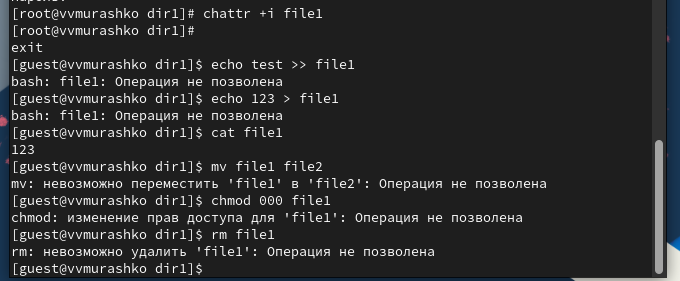 [root@vvmurashko dir1]# chattr +i file1
[root@vvmurashko dir1]#
exit
[guest@vvmurashko dir1]$ echo test >> file1
bash: file1: Операция не позволена
[guest@vvmurashko dir1]$ echo 123 > file1
bash: file1: Операция не позволена
[guest@vvmurashko dir1]$ cat file1
123
[guest@vvmurashko dir1]$ mv file1 file2
mv: невозможно переместить 'file1' в 'file2': Операция не позволена
[guest@vvmurashko dir1]$ chmod 000 file1
chmod: изменение прав доступа для 'file1': Операция не позволена
[guest@vvmurashko dir1]$ rm file1
rm: невозможно удалить 'file1': Операция не позволена
[guest@vvmurashko dir1]$